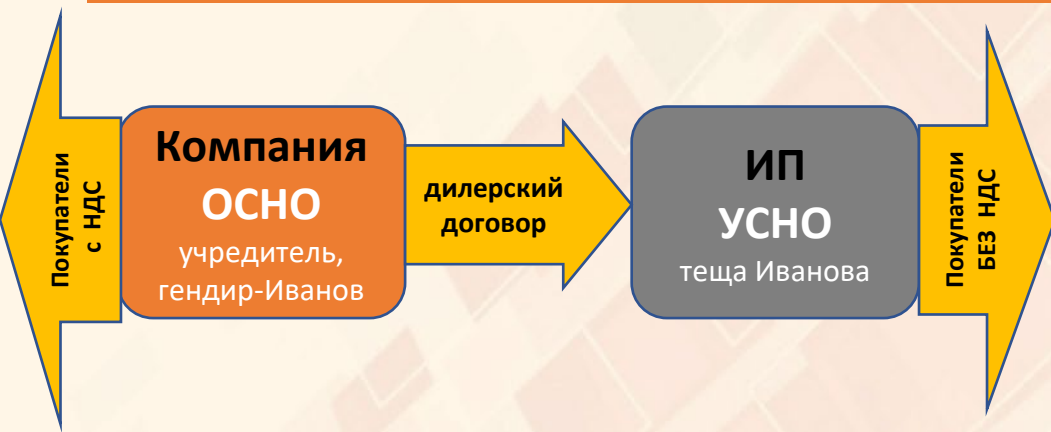 Покупатели
с НДС
Компания
ОСНО
учредитель,
гендир-Иванов
дилерский
договор
ИП
УСНО
теща Иванова
Покупатели
БЕЗ НДС